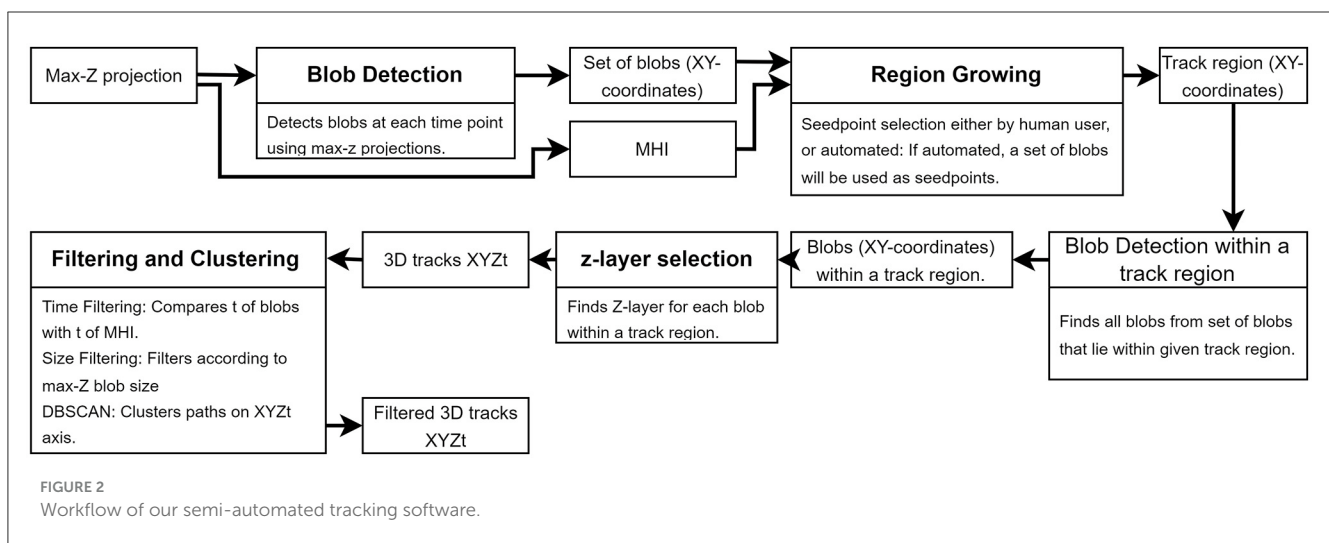 Max-Z projection
Blob Detection
Detects blobs at each time point
using max-z projections.
Set of blobs (XY-
coordinates)
MHI
Region Growing
Seedpoint selection either by human user,
or automated: If automated, a set of blobs
will be used as seedpoints.
Track region (XY-
coordinates)
Blob Detection within a
track region
Finds all blobs from set of blobs
that lie within given track region.
Blobs (XY-coordinates)
within a track region.
z-layer selection
Finds Z-layer for each blob
within a track region.
3D tracks XYZt
Filtering and Clustering
Time Filtering: Compares t of blobs
with t of MHI.
Size Filtering: Filters according to
max-Z blob size
DBSCAN: Clusters paths on XYZt
axis.
Filtered 3D tracks
XYZt
FIGURE 2
Workflow of our semi-automated tracking software.